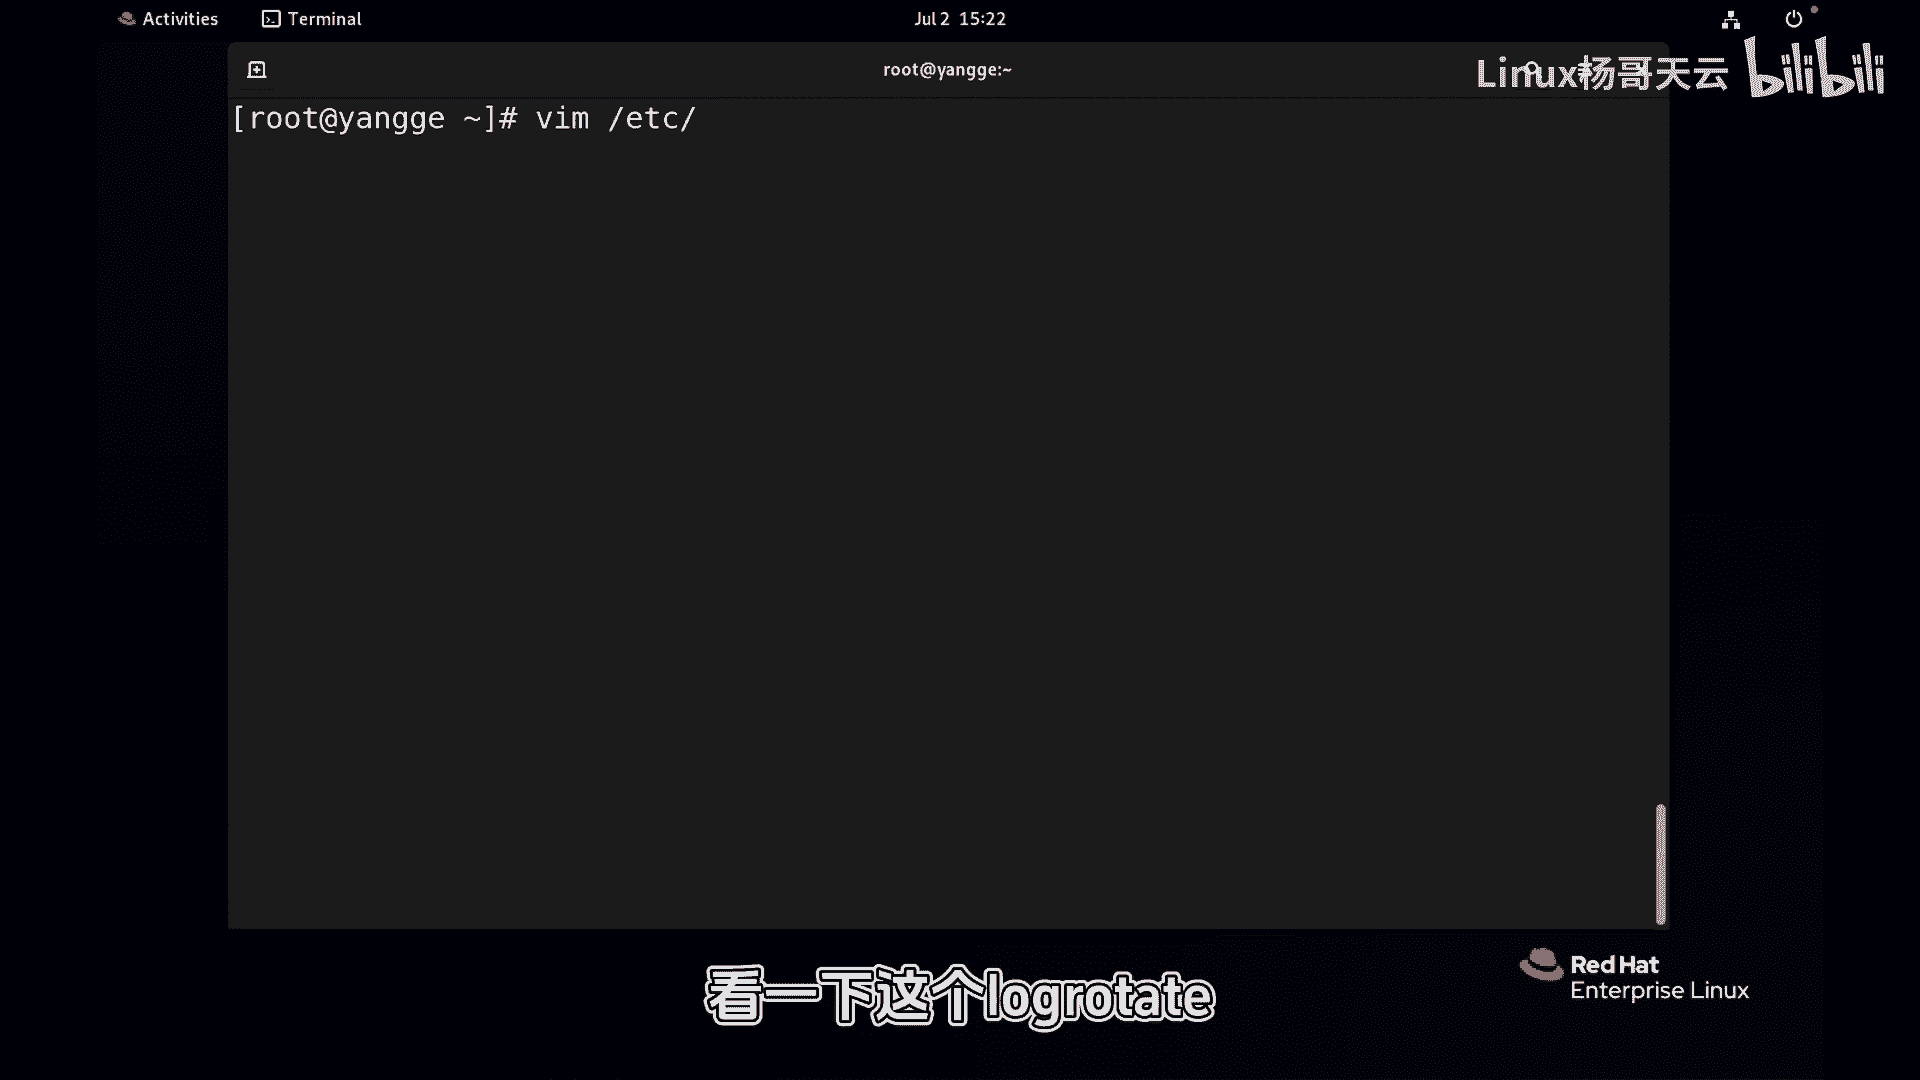 Activities Terminal Jul 2 15:22
root@yangge:~
Linux杨哥天云 bilibili
[root@yangge ~]# vim /etc/
Red Hat
Enterprise Linux
看一下这个logrotate